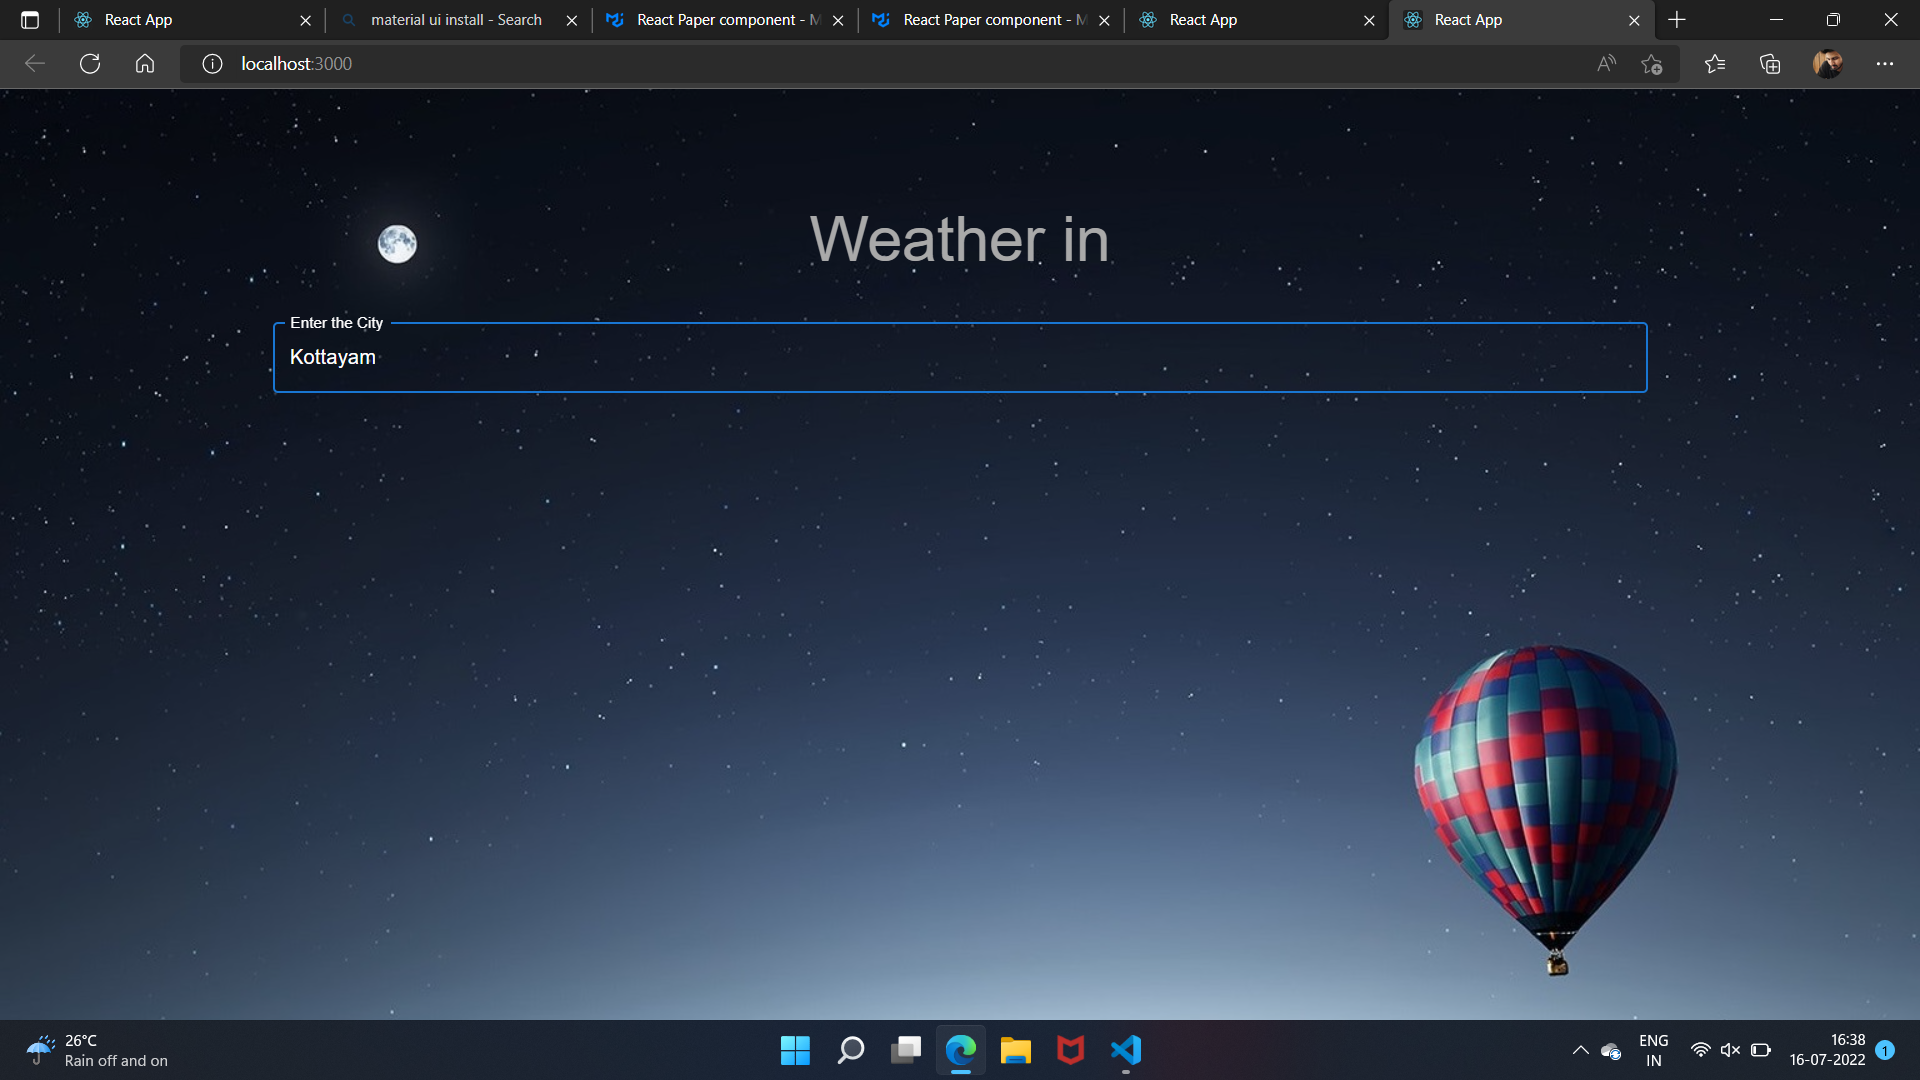 React App
material ui install - Search
React Paper component - M
React Paper component - M
React App
React App
localhost:3000
Weather in
Enter the City
Kottayam
26°C
Rain off and on
ENG
IN
16:38
16-07-2022
1